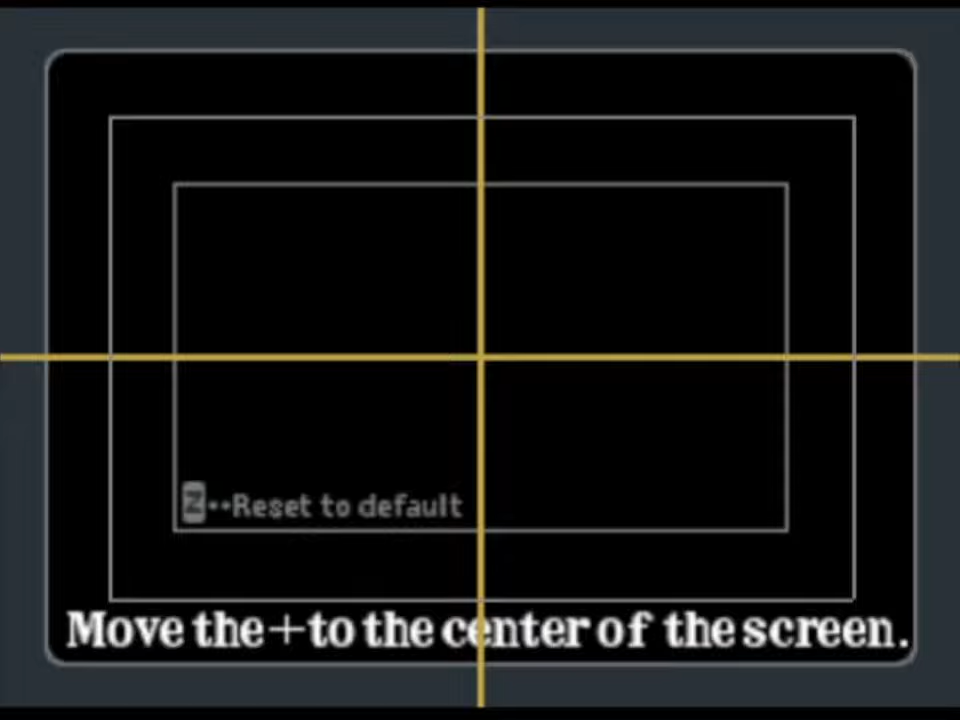 Z••Reset to default
Move the+to the center of the screen.